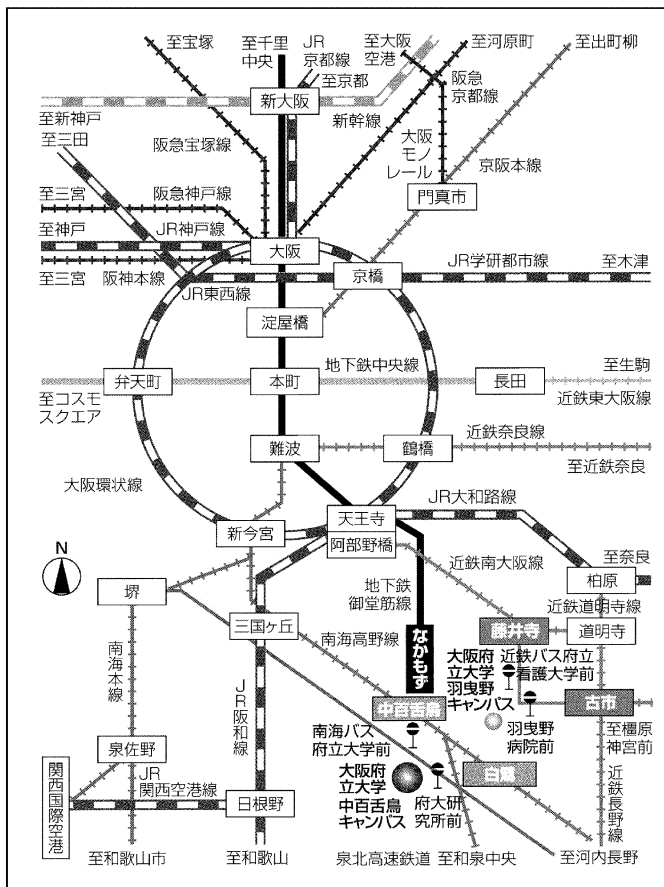 至宝塚
至千里
中央
JR
京都線
至京都
至大阪
空港
至河原町
至出町柳
阪急
京都線
新大阪
新幹線
至新神戸
至三田
阪急宝塚線
大阪
モノ
レール
京阪本線
門真市
至三宮
阪急神戸線
至神戸
JR神戸線
大阪
至三宮
阪神本線
JR東西線
京橋
JR学研都市線
至木津
淀屋橋
地下鉄中央線
至生駒
弁天町
本町
長田
至コスモ
スクエア
近鉄東大阪線
難波
鶴橋
近鉄奈良線
至近鉄奈良
大阪環状線
JR大和路線
新今宮
天王寺
阿部野橋
至奈良
N
近鉄南大阪線
柏原
堺
地下鉄
御堂筋線
近鉄道明寺線
三国ヶ丘
南海高野線
藤井寺
道明寺
なかもず
南海本線
大阪府
立大学
羽曳野
キャンパス
近鉄バス府立
看護大学前
JR阪和線
中百舌鳥
古市
羽曳野
病院前
至橿原
神宮前
南海バス
府立大学前
泉佐野
白鷺
JR
関西空港線
大阪府
立大学
中百舌鳥
キャンパス
府大研
究所前
近鉄長野線
関西国際空港
日根野
至和歌山市
至和歌山
泉北高速鉄道
至和泉中央
至河内長野